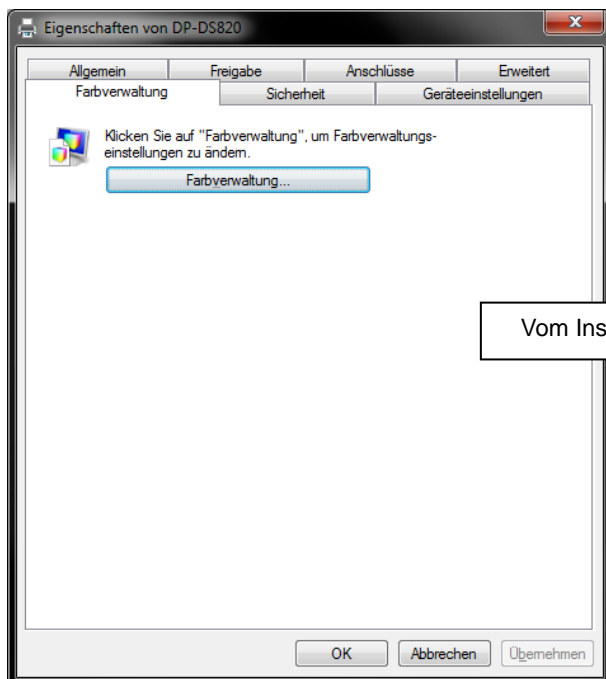 Eigenschaften von DP-DS820
Allgemein Freigabe Anschlüsse Erweitert
Farbverwaltung Sicherheit Geräteeinstellungen
Klicken Sie auf "Farbverwaltung", um Farbverwaltungs-
einstellungen zu ändern.
Farbverwaltung...
Vom Ins
OK Abbrechen Übernehmen